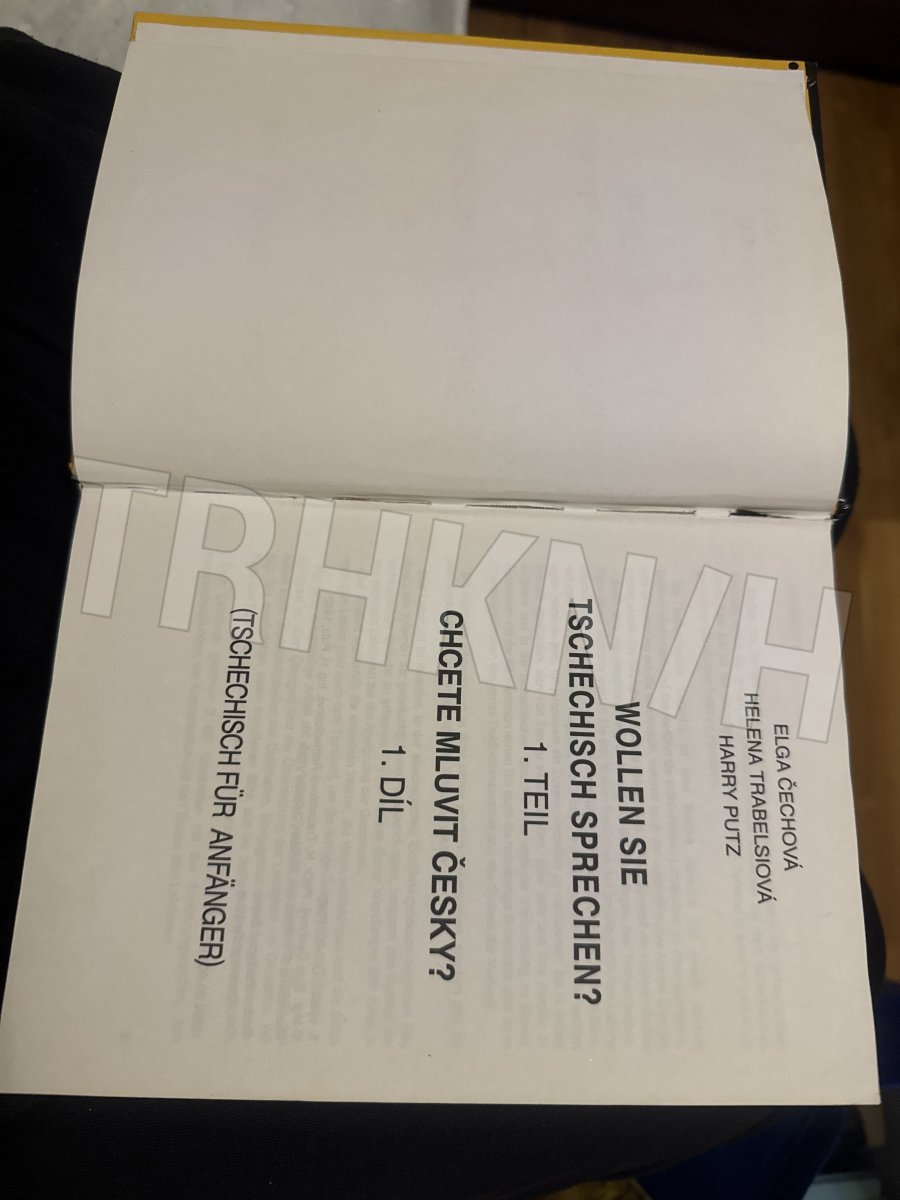 ELGA ČECHOVÁ
HELENA TRABELSIOVÁ
HARRY PUTZ
WOLLEN SIE
TSCHECHISCH SPRECHEN?
1. TEIL
CHCETE MLUVIT ČESKY?
1. DÍL
(TSCHECHISCH FÜR ANFÄNGER)
TRHKN/H